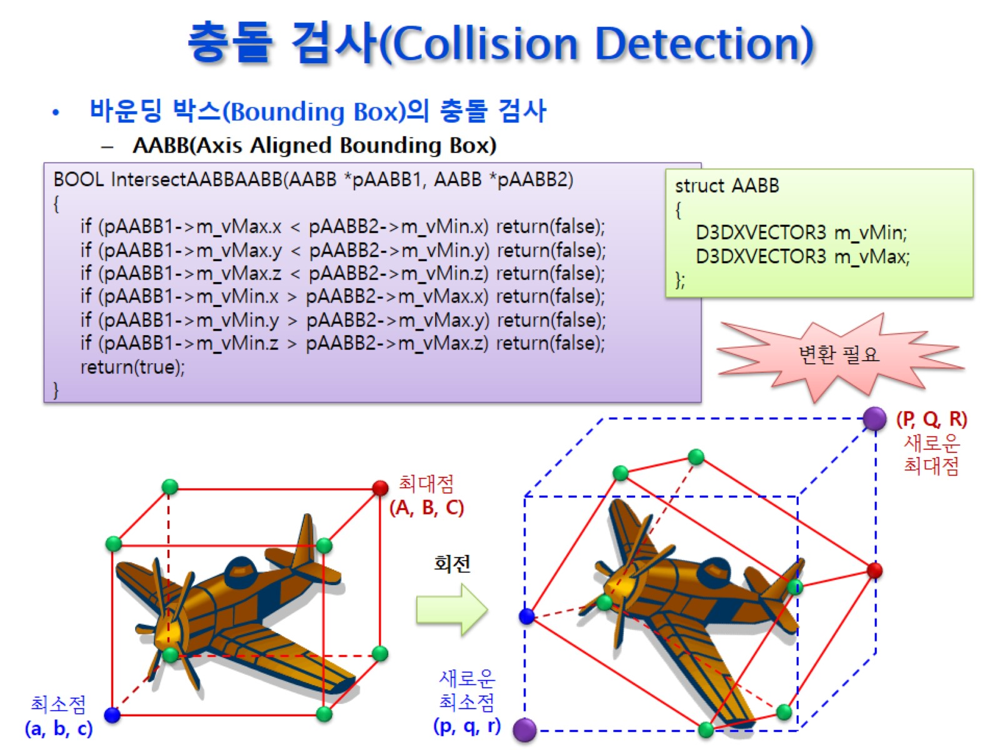 충돌 검사(Collision Detection)
• 바운딩 박스(Bounding Box)의 충돌 검사
– AABB(Axis Aligned Bounding Box)
BOOL IntersectAABBAABB(AABB *pAABB1, AABB *pAABB2)
{
if (pAABB1->m_vMax.x < pAABB2->m_vMin.x) return(false);
if (pAABB1->m_vMax.y < pAABB2->m_vMin.y) return(false);
if (pAABB1->m_vMax.z < pAABB2->m_vMin.z) return(false);
if (pAABB1->m_vMin.x > pAABB2->m_vMax.x) return(false);
if (pAABB1->m_vMin.y > pAABB2->m_vMax.y) return(false);
if (pAABB1->m_vMin.z > pAABB2->m_vMax.z) return(false);
return(true);
}
struct AABB
{
D3DXVECTOR3 m_vMin;
D3DXVECTOR3 m_vMax;
};
변환 필요
최대점
(A, B, C)
최소점
(a, b, c)
회전
(P, Q, R)
새로운
최대점
새로운
최소점
(p, q, r)